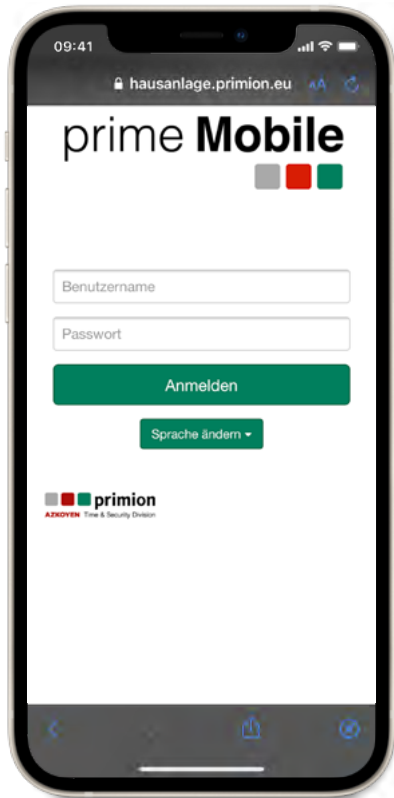 09:41
hausanlage.primion.eu AA
prime Mobile
Benutzername
Passwort
Anmelden
Sprache ändern
primion
AZKOYEN Time & Security Division